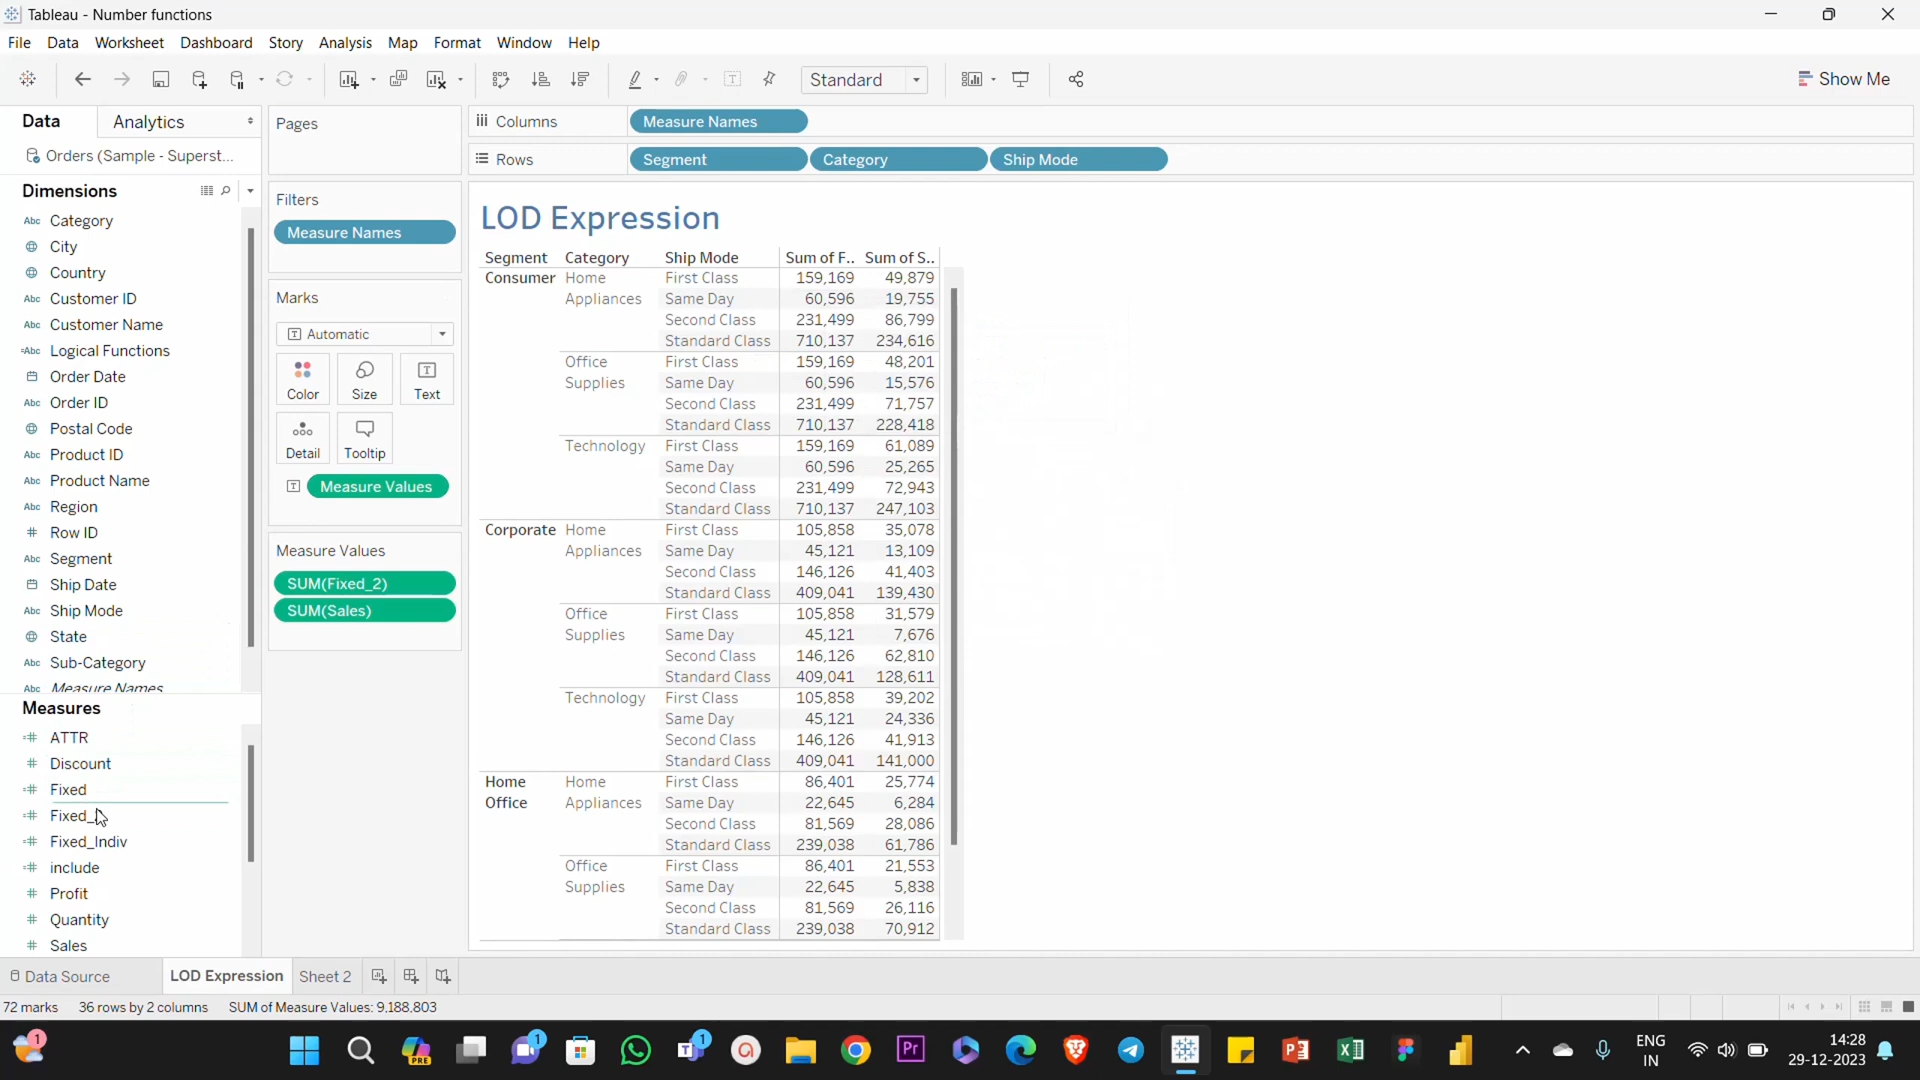 Tableau - Number functions
File Data Worksheet Dashboard Story Analysis Map Format Window Help
Standard
Show Me
Data Analytics
Orders (Sample - Superst...
Dimensions
Abc Category
City
Country
Abc Customer ID
Abc Customer Name
=Abc Logical Functions
Order Date
Abc Order ID
Postal Code
Abc Product ID
Abc Product Name
Abc Region
# Row ID
Abc Segment
Ship Date
Abc Ship Mode
State
Abc Sub-Category
Abc Measure Names
Measures
=# ATTR
# Discount
=# Fixed
=# Fixed_
=# Fixed_Indiv
=# include
# Profit
# Quantity
# Sales
Pages
Filters
Measure Names
Marks
Automatic
Color Size Text
Detail Tooltip
Measure Values
Measure Values
SUM(Fixed_2)
SUM(Sales)
Columns Measure Names
Rows Segment Category Ship Mode
LOD Expression
Segment Category Ship Mode Sum of F.. Sum of S..
Consumer Home First Class 159,169 49,879
Appliances Same Day 60,596 19,755
Second Class 231,499 86,799
Standard Class 710,137 234,616
Office First Class 159,169 48,201
Supplies Same Day 60,596 15,576
Second Class 231,499 71,757
Standard Class 710,137 228,418
Technology First Class 159,169 61,089
Same Day 60,596 25,265
Second Class 231,499 72,943
Standard Class 710,137 247,103
Corporate Home First Class 105,858 35,078
Appliances Same Day 45,121 13,109
Second Class 146,126 41,403
Standard Class 409,041 139,430
Office First Class 105,858 31,579
Supplies Same Day 45,121 7,676
Second Class 146,126 62,810
Standard Class 409,041 128,611
Technology First Class 105,858 39,202
Same Day 45,121 24,336
Second Class 146,126 41,913
Standard Class 409,041 141,000
Home Home First Class 86,401 25,774
Office Appliances Same Day 22,645 6,284
Second Class 81,569 28,086
Standard Class 239,038 61,786
Office First Class 86,401 21,553
Supplies Same Day 22,645 5,838
Second Class 81,569 26,116
Standard Class 239,038 70,912
Data Source LOD Expression Sheet 2
72 marks 36 rows by 2 columns SUM of Measure Values: 9,188,803
1
PRE
1
1
Pr
ENG
IN
14:28
29-12-2023